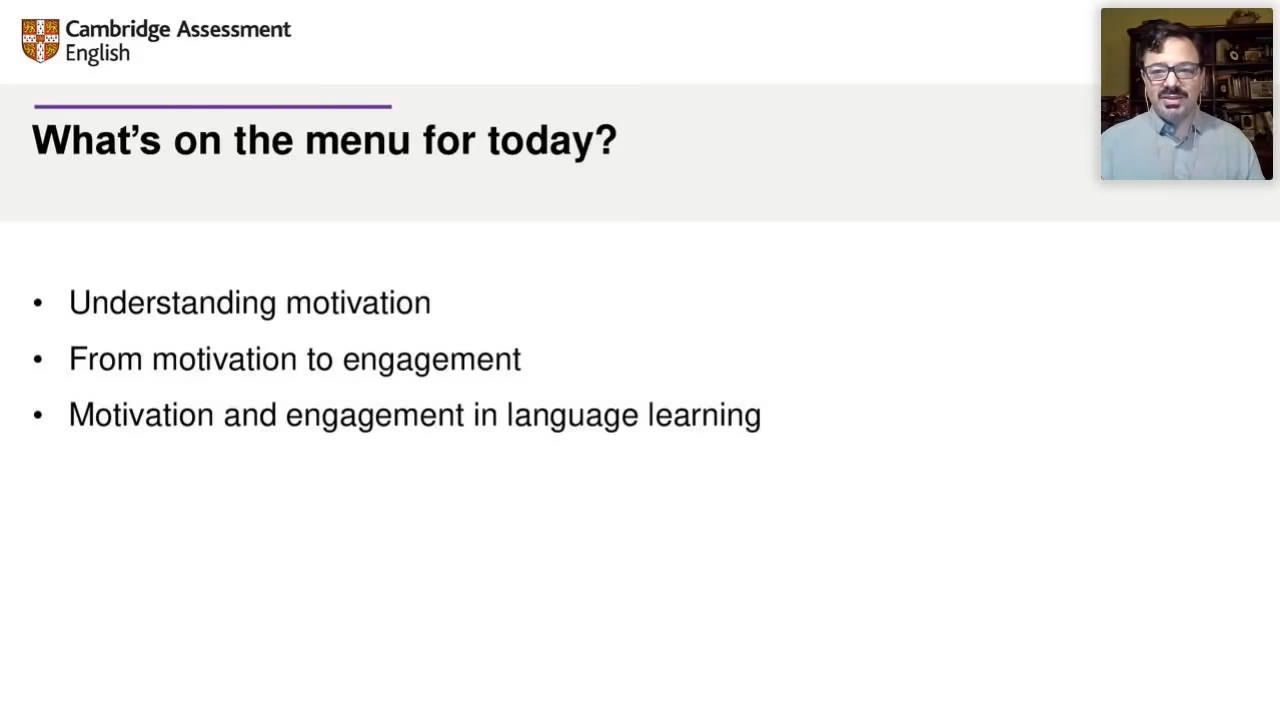 Cambridge Assessment
English
What's on the menu for today?
• Understanding motivation
• From motivation to engagement
• Motivation and engagement in language learning